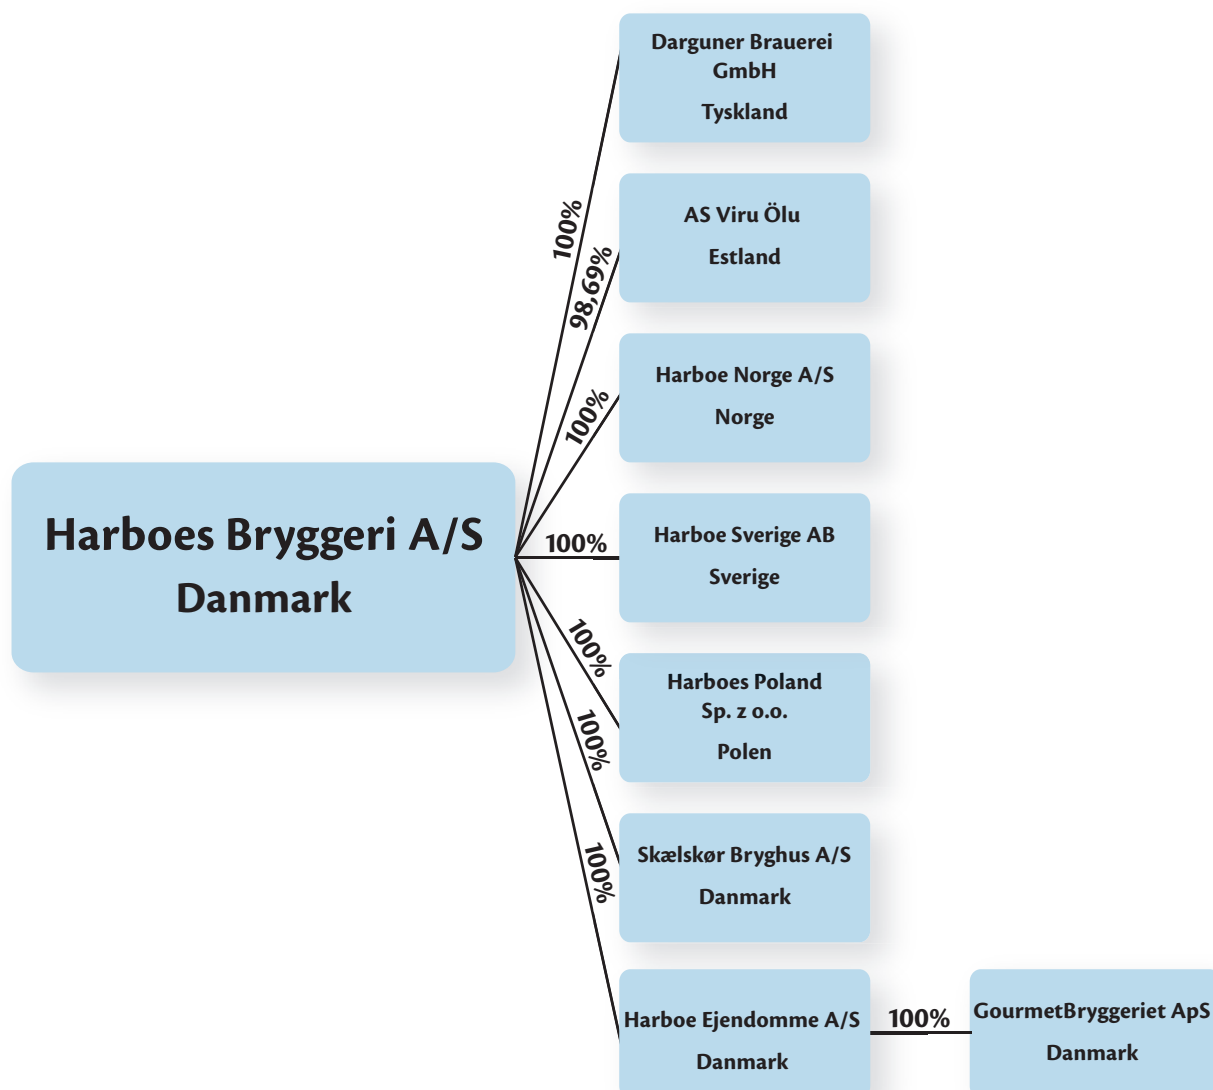 Darguner Brauerei
GmbH
Tyskland
100%
AS Viru Ölu
Estland
98,69%
Harboe Norge A/S
Norge
100%
Harboes Bryggeri A/S
Danmark
100%
Harboe Sverige AB
Sverige
100%
Harboes Poland
Sp. z o.o.
Polen
100%
Skælskør Bryghus A/S
Danmark
100%
Harboe Ejendomme A/S
Danmark
100%
GourmetBryggeriet ApS
Danmark